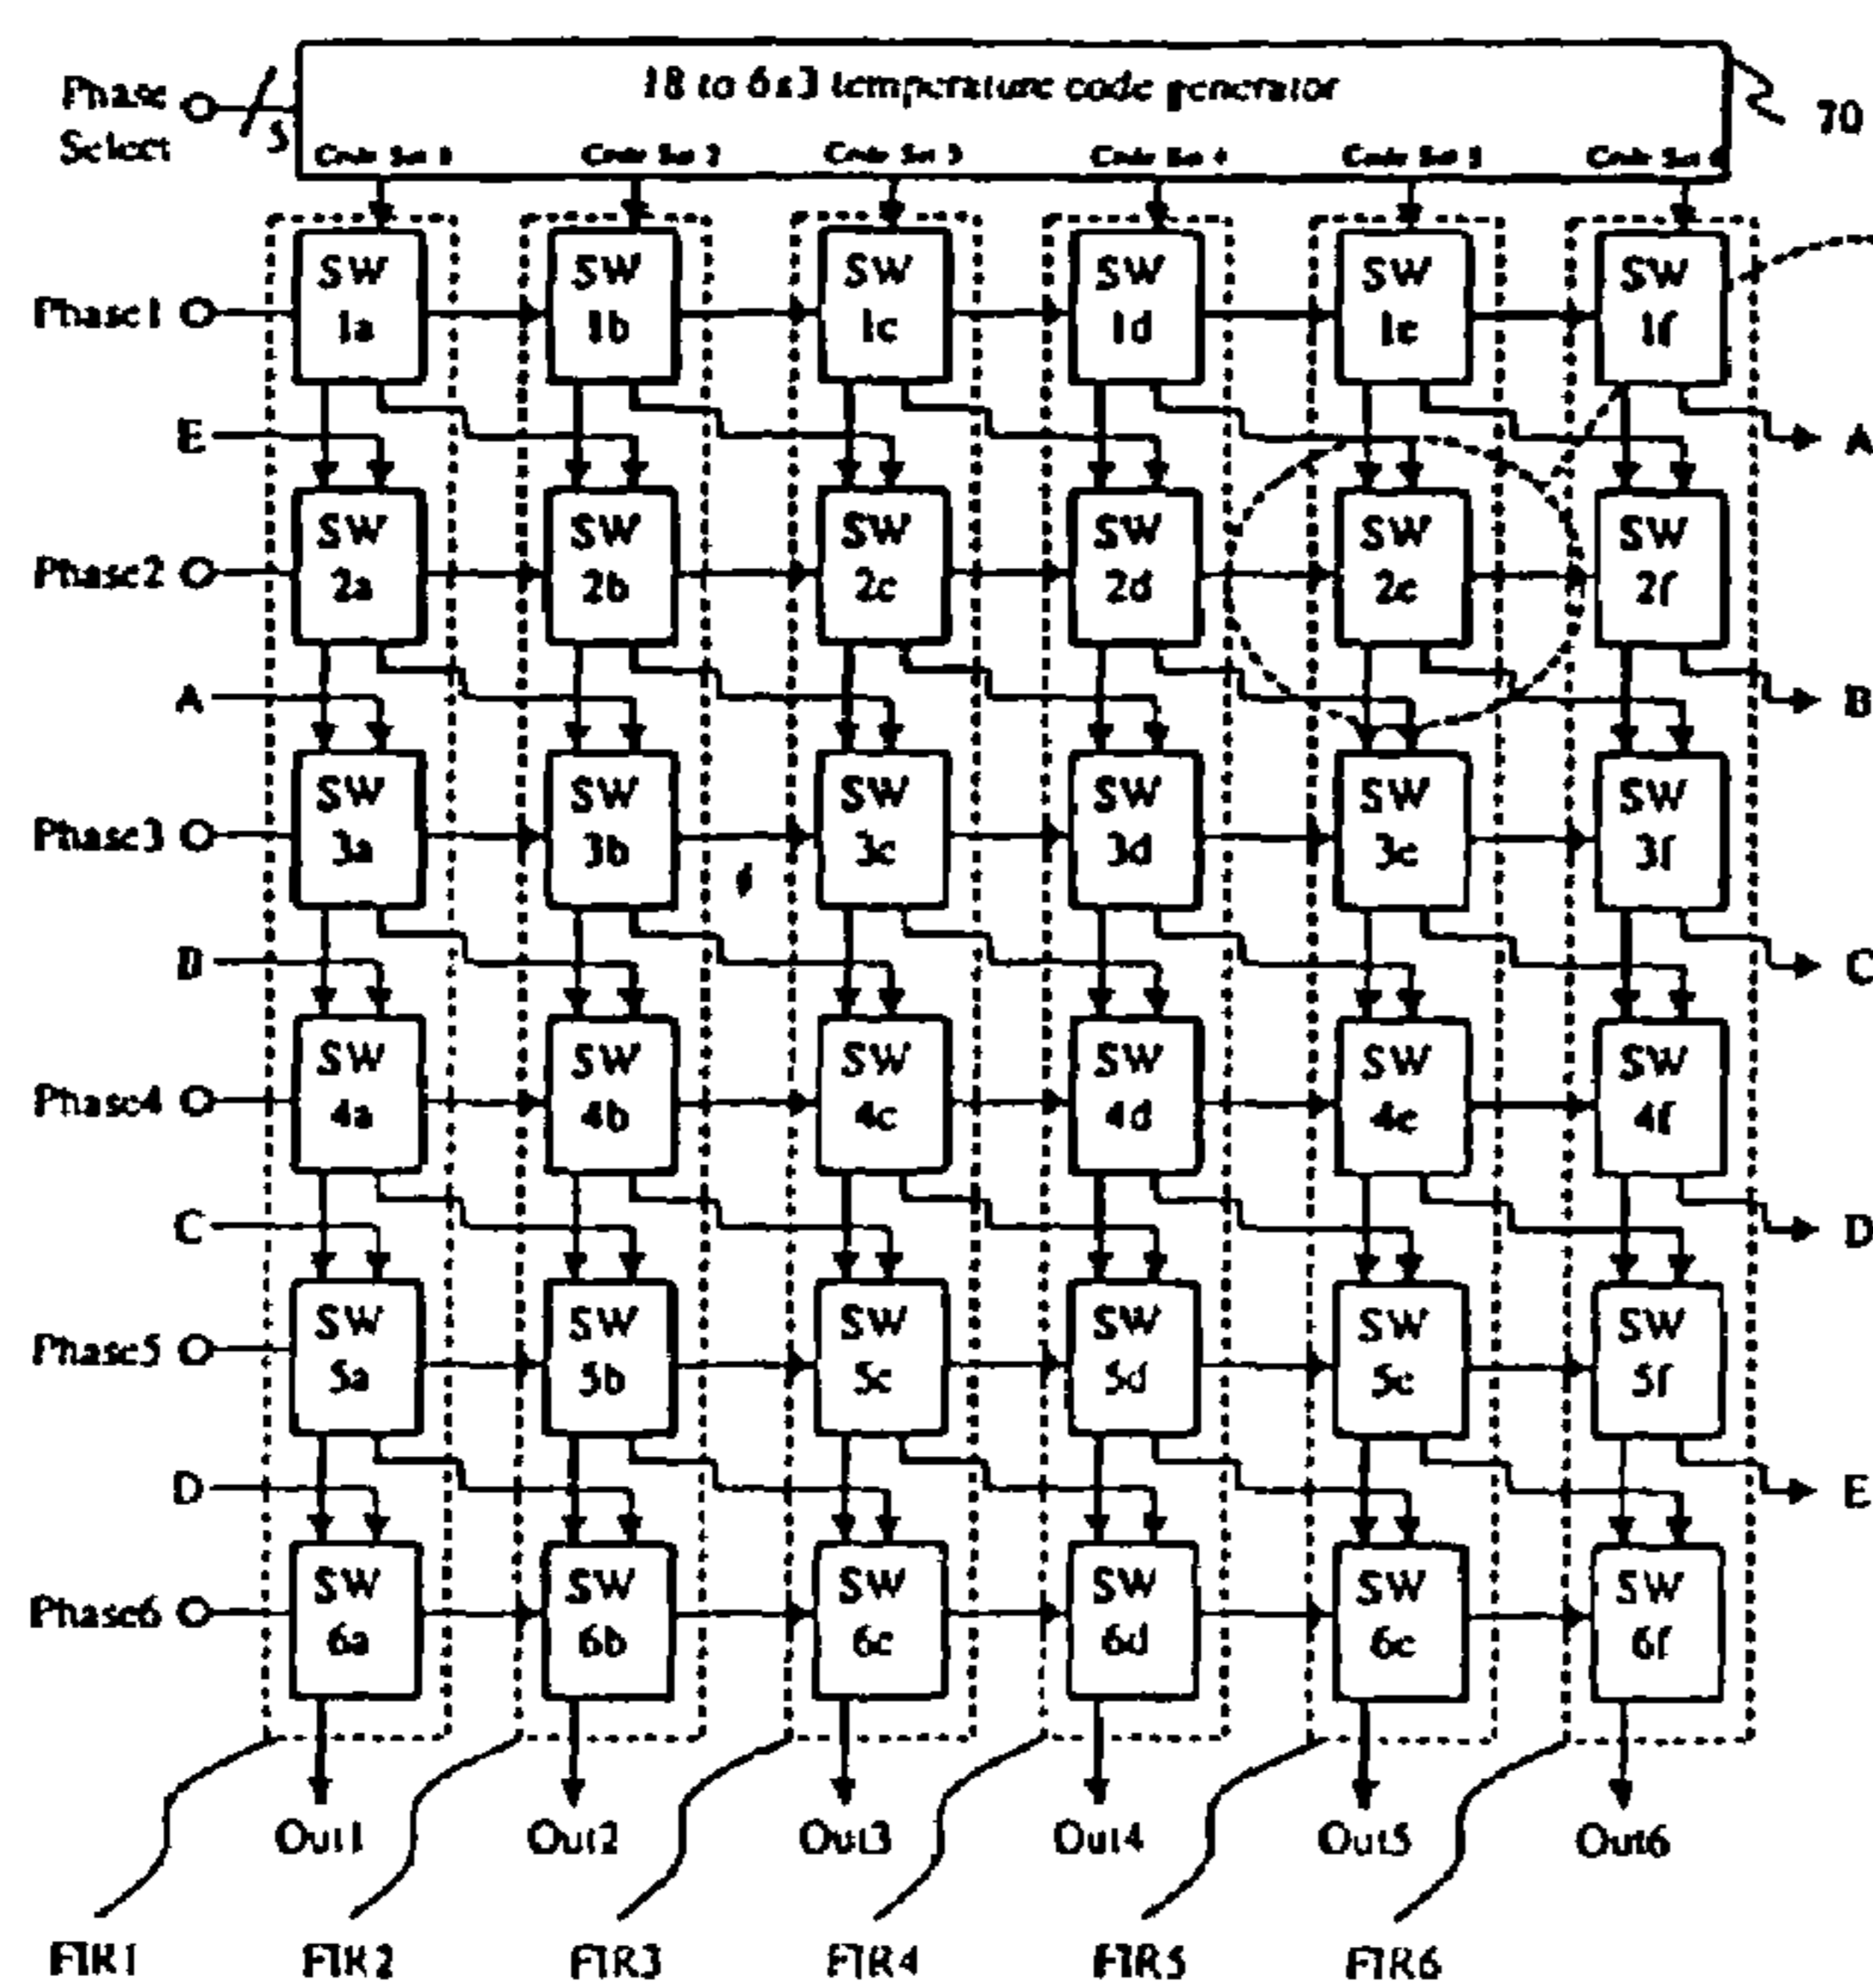 18 to 6x3 temperature code generator
Phase
Select
5
70
Code Set 1 Code Set 2 Code Set 3 Code Set 4 Code Set 5 Code Set 6
Phase1 SW 1a SW 1b SW 1c SW 1d SW 1e SW 1f
E A
Phase2 SW 2a SW 2b SW 2c SW 2d SW 2e SW 2f
A B
Phase3 SW 3a SW 3b SW 3c SW 3d SW 3e SW 3f
B C
Phase4 SW 4a SW 4b SW 4c SW 4d SW 4e SW 4f
C D
Phase5 SW 5a SW 5b SW 5c SW 5d SW 5e SW 5f
D E
Phase6 SW 6a SW 6b SW 6c SW 6d SW 6e SW 6f
Out1 Out2 Out3 Out4 Out5 Out6
FIR1 FIR2 FIR3 FIR4 FIR5 FIR6